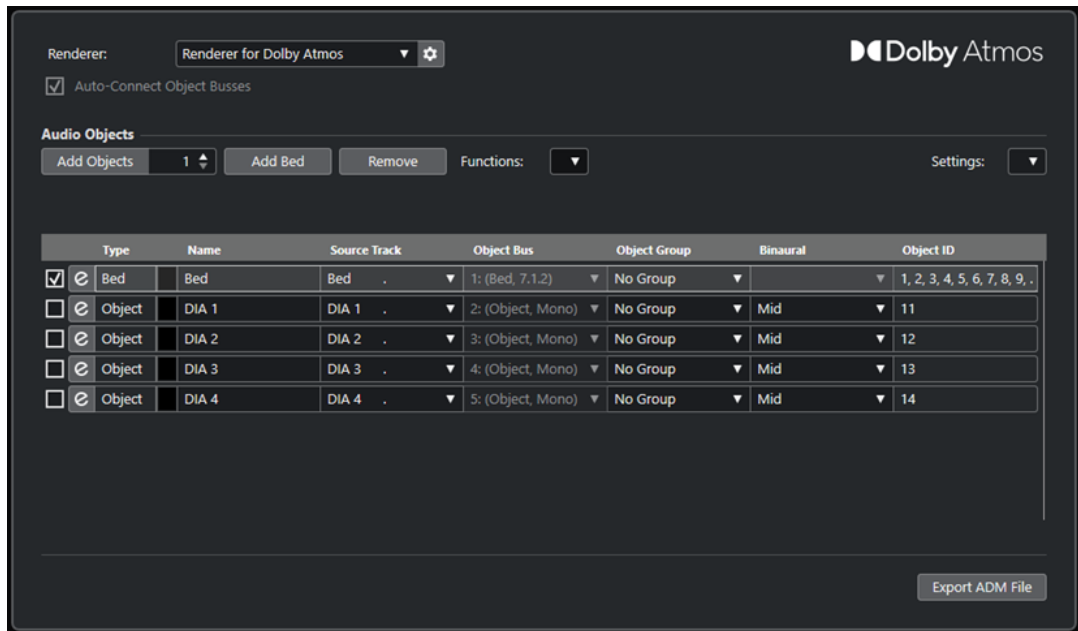 Renderer: Renderer for Dolby Atmos Dolby Atmos
Auto-Connect Object Busses
Audio Objects
Add Objects 1 Add Bed Remove Functions: Settings:
Type Name Source Track Object Bus Object Group Binaural Object ID
Bed Bed Bed . 1: (Bed, 7.1.2) No Group 1, 2, 3, 4, 5, 6, 7, 8, 9, .
Object DIA 1 DIA 1 . 2: (Object, Mono) No Group Mid 11
Object DIA 2 DIA 2 . 3: (Object, Mono) No Group Mid 12
Object DIA 3 DIA 3 . 4: (Object, Mono) No Group Mid 13
Object DIA 4 DIA 4 . 5: (Object, Mono) No Group Mid 14
Export ADM File